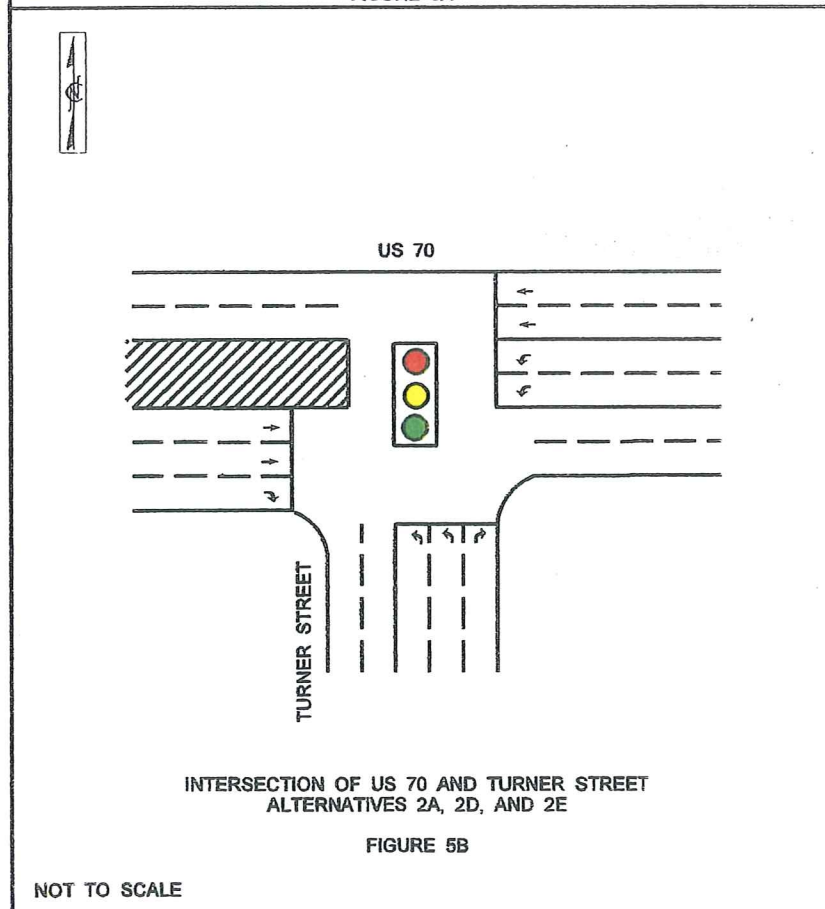 US 70
TURNER STREET
INTERSECTION OF US 70 AND TURNER STREET
ALTERNATIVES 2A, 2D, AND 2E
FIGURE 5B
NOT TO SCALE